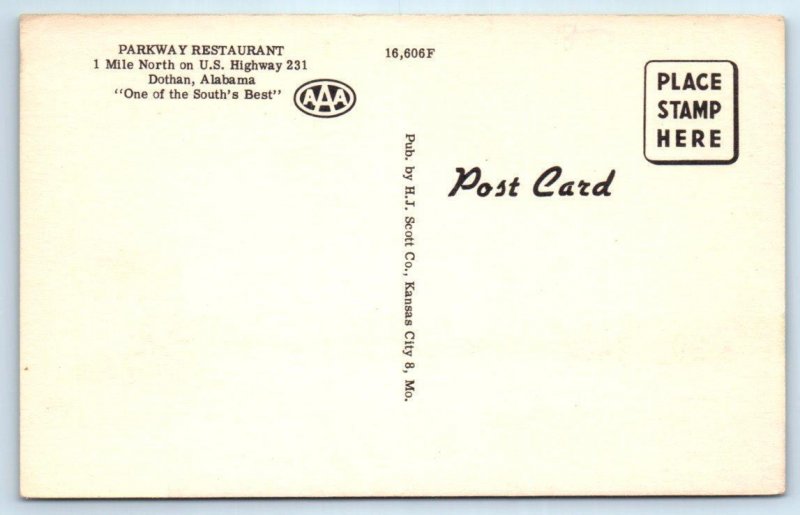 PARKWAY RESTAURANT
1 Mile North on U.S. Highway 231
Dothan, Alabama
"One of the South's Best"
AAA
16,606F
Pub. by H.J. Scott Co., Kansas City 8, Mo.
Post Card
PLACE
STAMP
HERE